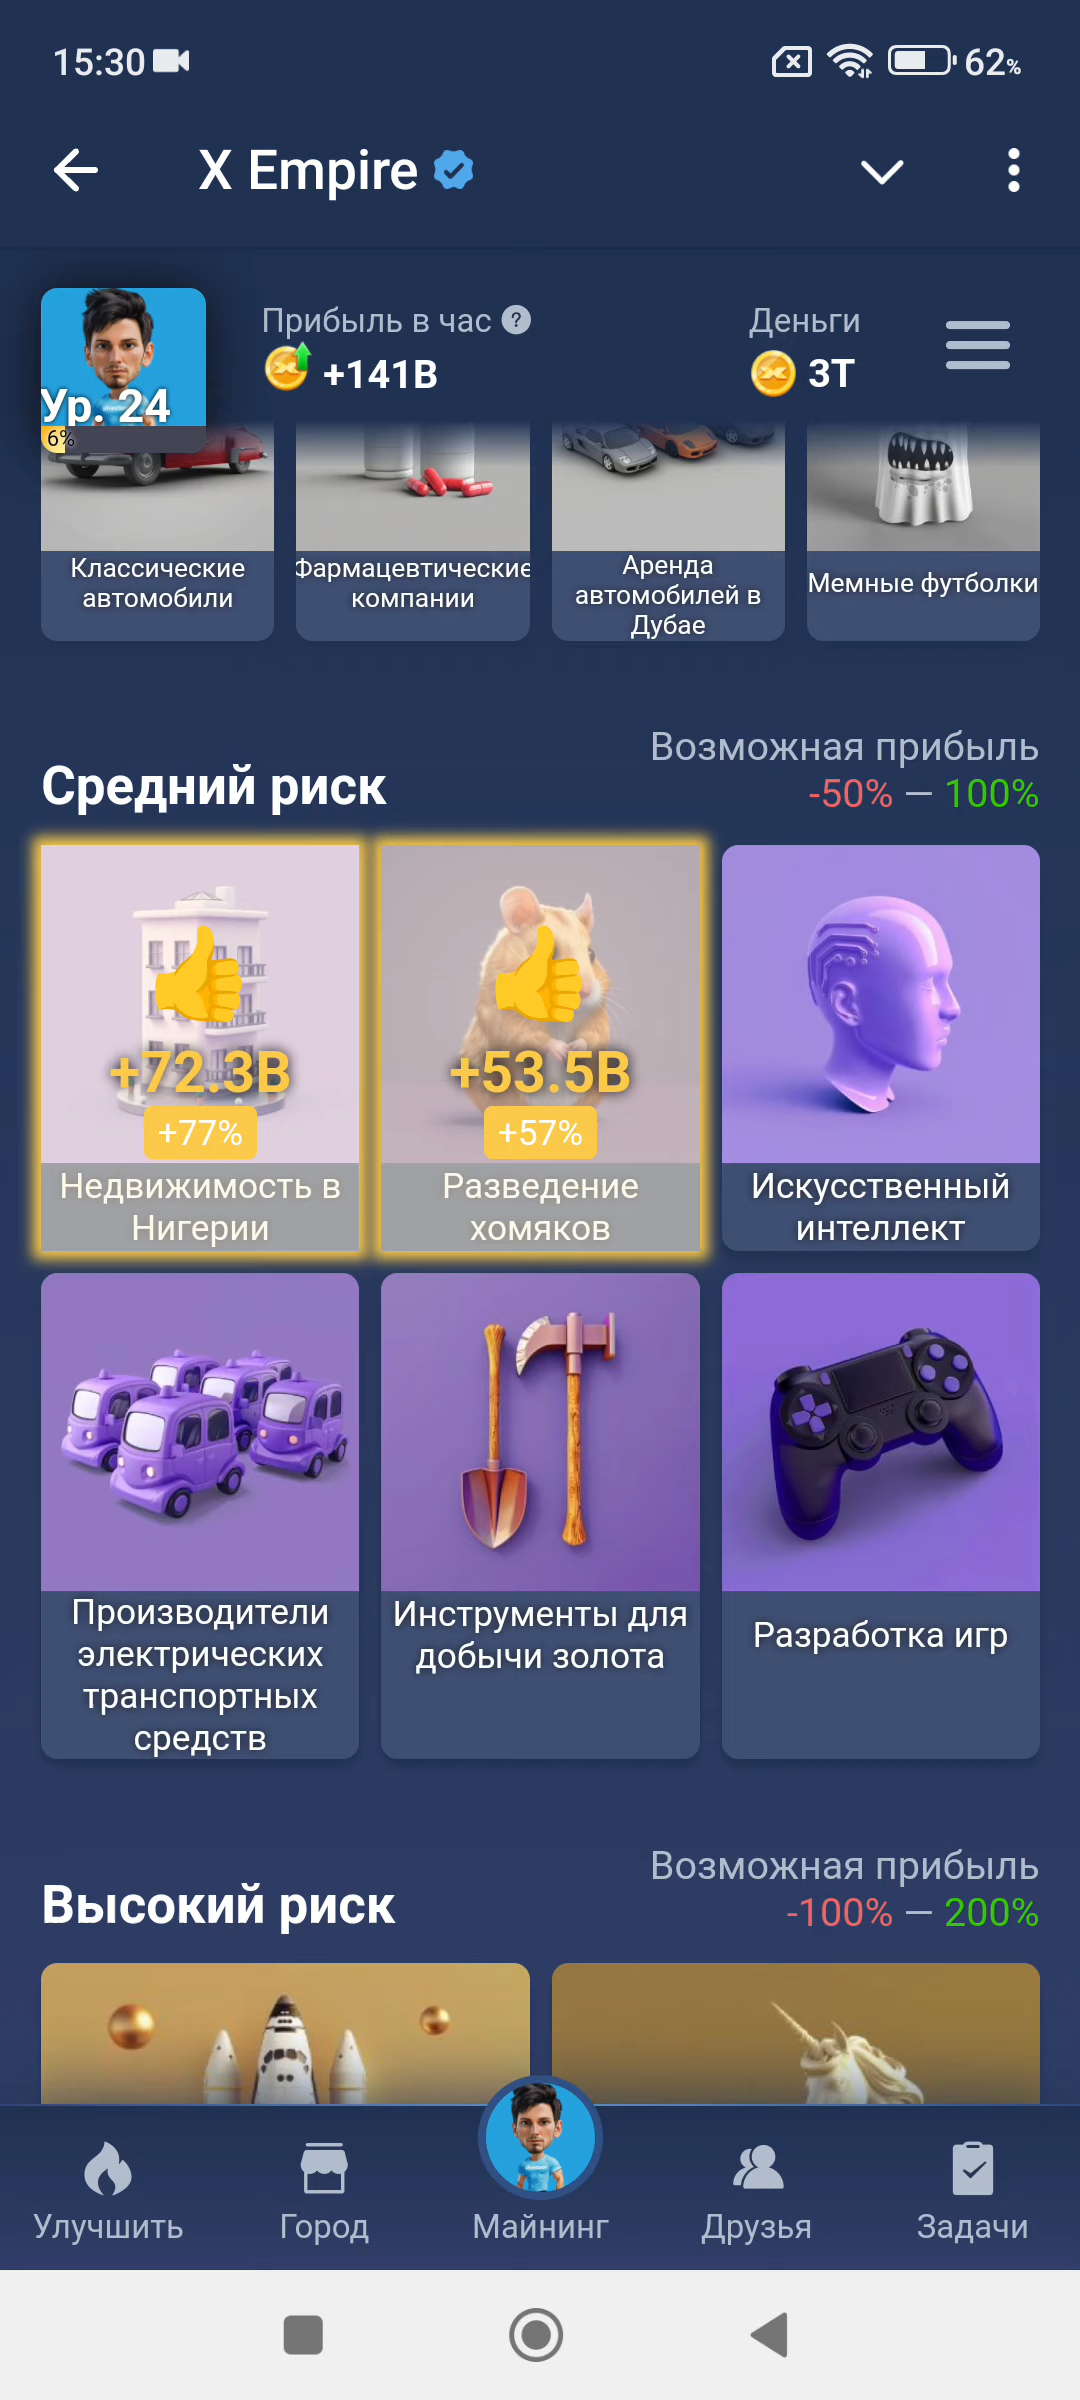 15:30
62%
X Empire
Прибыль в час ?
Деньги
+141B
3T
Ур. 24
6%
Классические
автомобили
Фармацевтические
компании
Аренда
автомобилей в
Дубае
Мемные футболки
Средний риск
Возможная прибыль
-50% — 100%
+72.3B
+77%
Недвижимость в
Нигерии
+53.5B
+57%
Разведение
хомяков
Искусственный
интеллект
Производители
электрических
транспортных
средств
Инструменты для
добычи золота
Разработка игр
Высокий риск
Возможная прибыль
-100% — 200%
Улучшить
Город
Майнинг
Друзья
Задачи